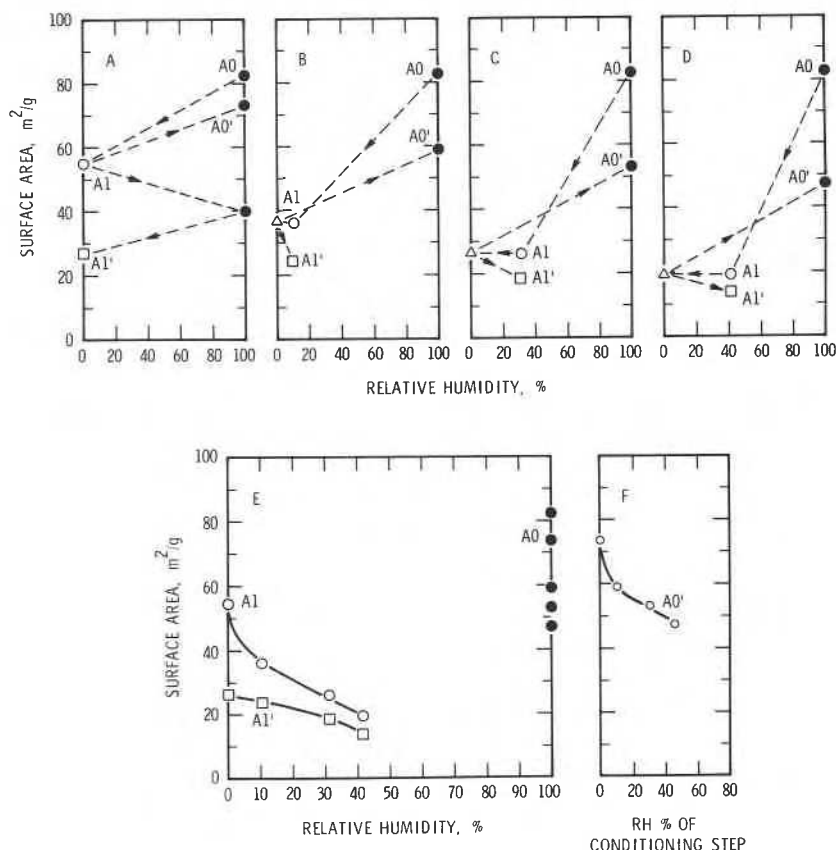 100
80
60
40
20
0
SURFACE AREA, m²/g
A
A0
A0'
A1
A1'
0 20 40 60 80 100
B
A0
A0'
A1
A1'
0 20 40 60 80 100
C
A0
A0'
A1
A1'
0 20 40 60 80 100
D
A0
A0'
A1
A1'
0 20 40 60 80 100
RELATIVE HUMIDITY, %
100
80
60
40
20
0
SURFACE AREA, m²/g
E
A1
A1'
A0
0 10 20 30 40 50 60 70 80 90 100
RELATIVE HUMIDITY, %
F
A0'
0 20 40 60 80
RH % OF
CONDITIONING STEP